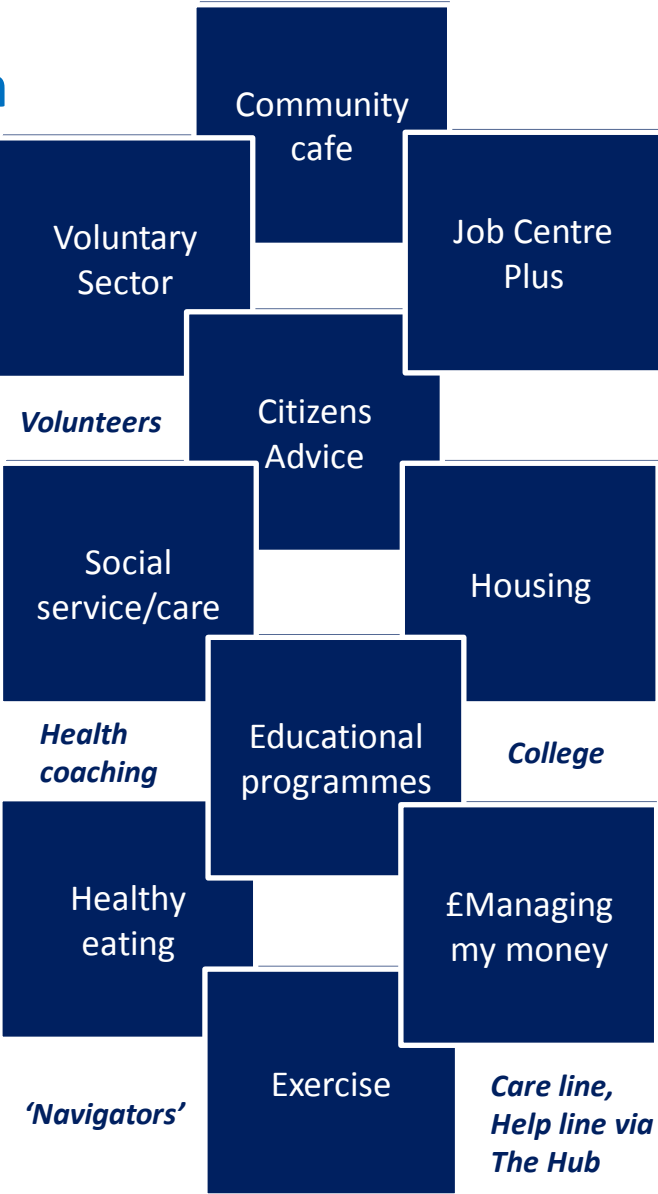 Community
cafe
Voluntary
Sector
Job Centre
Plus
Volunteers
Citizens
Advice
Social
service/care
Housing
Health
coaching
Educational
programmes
College
Healthy
eating
£Managing
my money
Exercise
‘Navigators’
Care line,
Help line via
The Hub